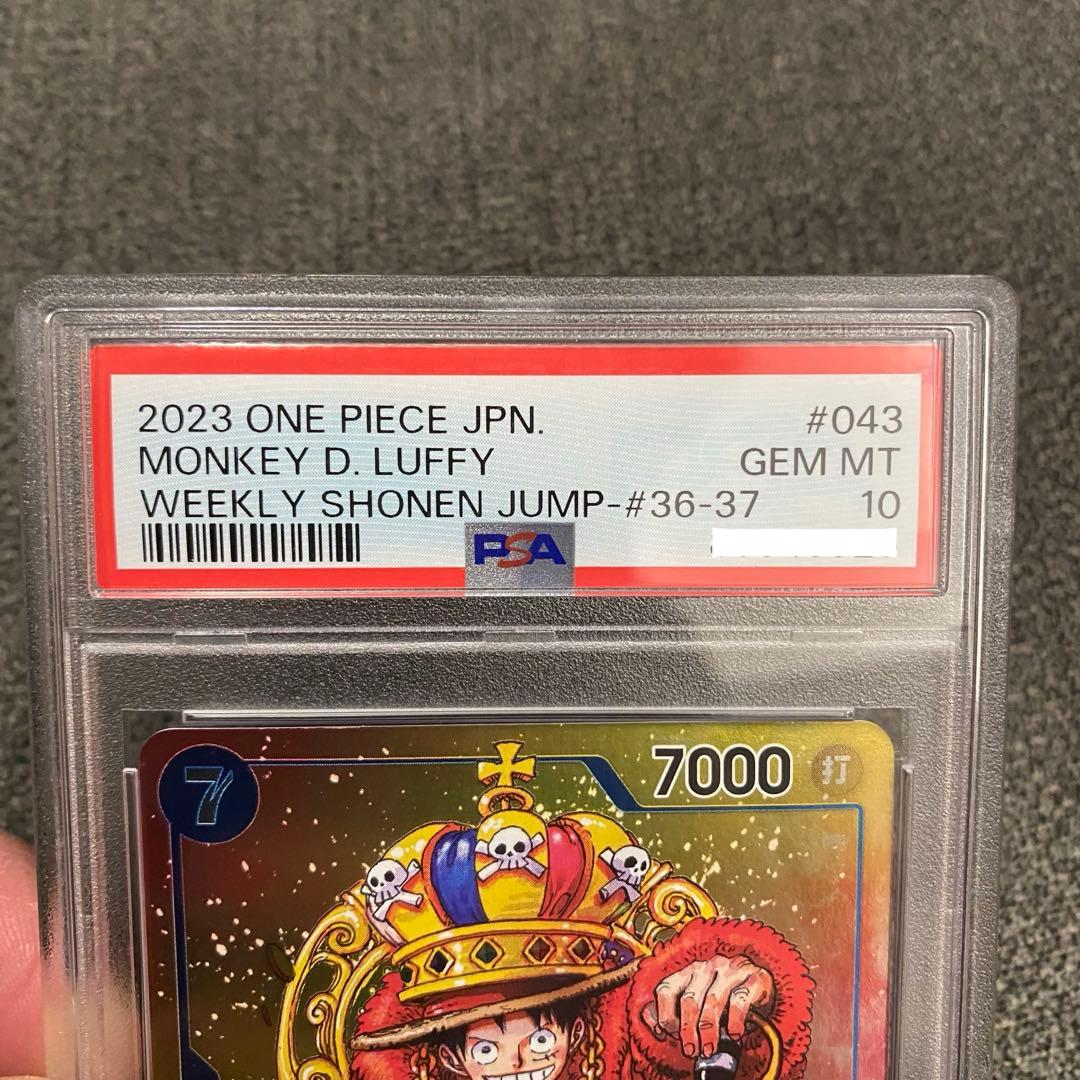 2023 ONE PIECE JPN. #043
MONKEY D. LUFFY GEM MT
WEEKLY SHONEN JUMP-#36-37 10
PSA
7
7000 打